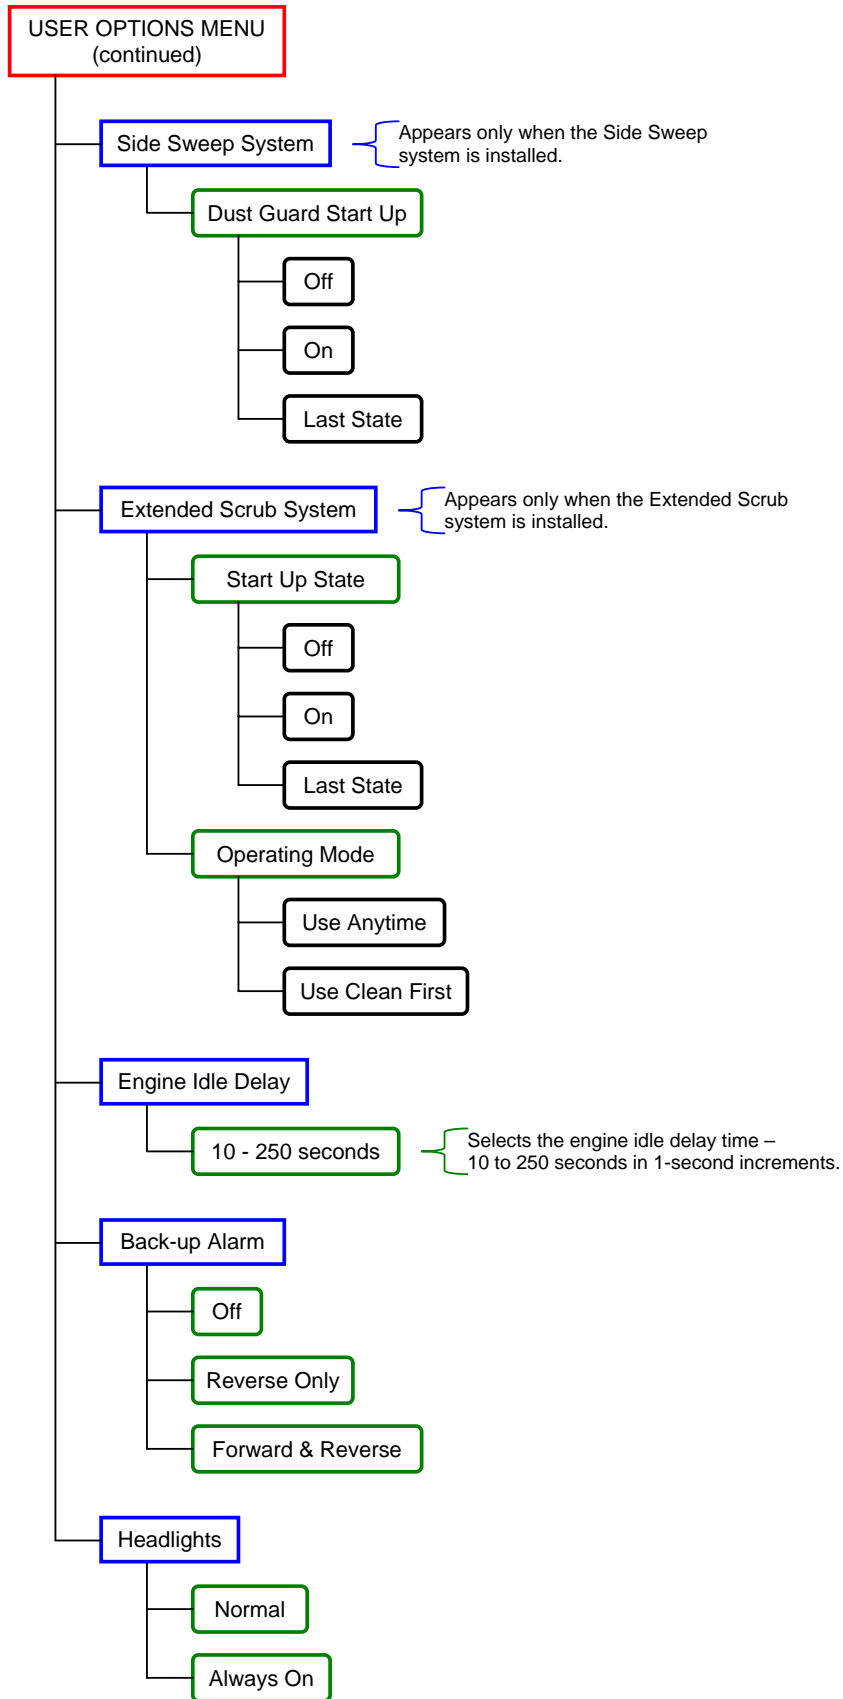 USER OPTIONS MENU
(continued)
Side Sweep System
Appears only when the Side Sweep
system is installed.
Dust Guard Start Up
Off
On
Last State
Extended Scrub System
Appears only when the Extended Scrub
system is installed.
Start Up State
Off
On
Last State
Operating Mode
Use Anytime
Use Clean First
Engine Idle Delay
10 - 250 seconds
Selects the engine idle delay time –
10 to 250 seconds in 1-second increments.
Back-up Alarm
Off
Reverse Only
Forward & Reverse
Headlights
Normal
Always On